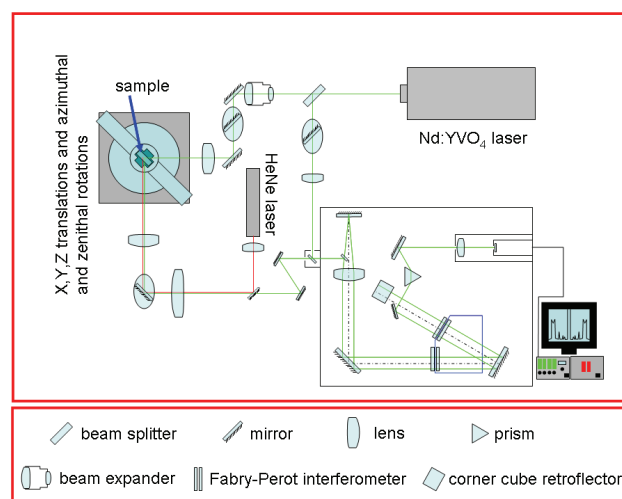 sample
Nd:YVO4 laser
X,Y,Z translations and azimuthal
and zenithal rotations
HeNe laser
beam splitter
mirror
lens
prism
beam expander
Fabry-Perot interferometer
corner cube retroflector